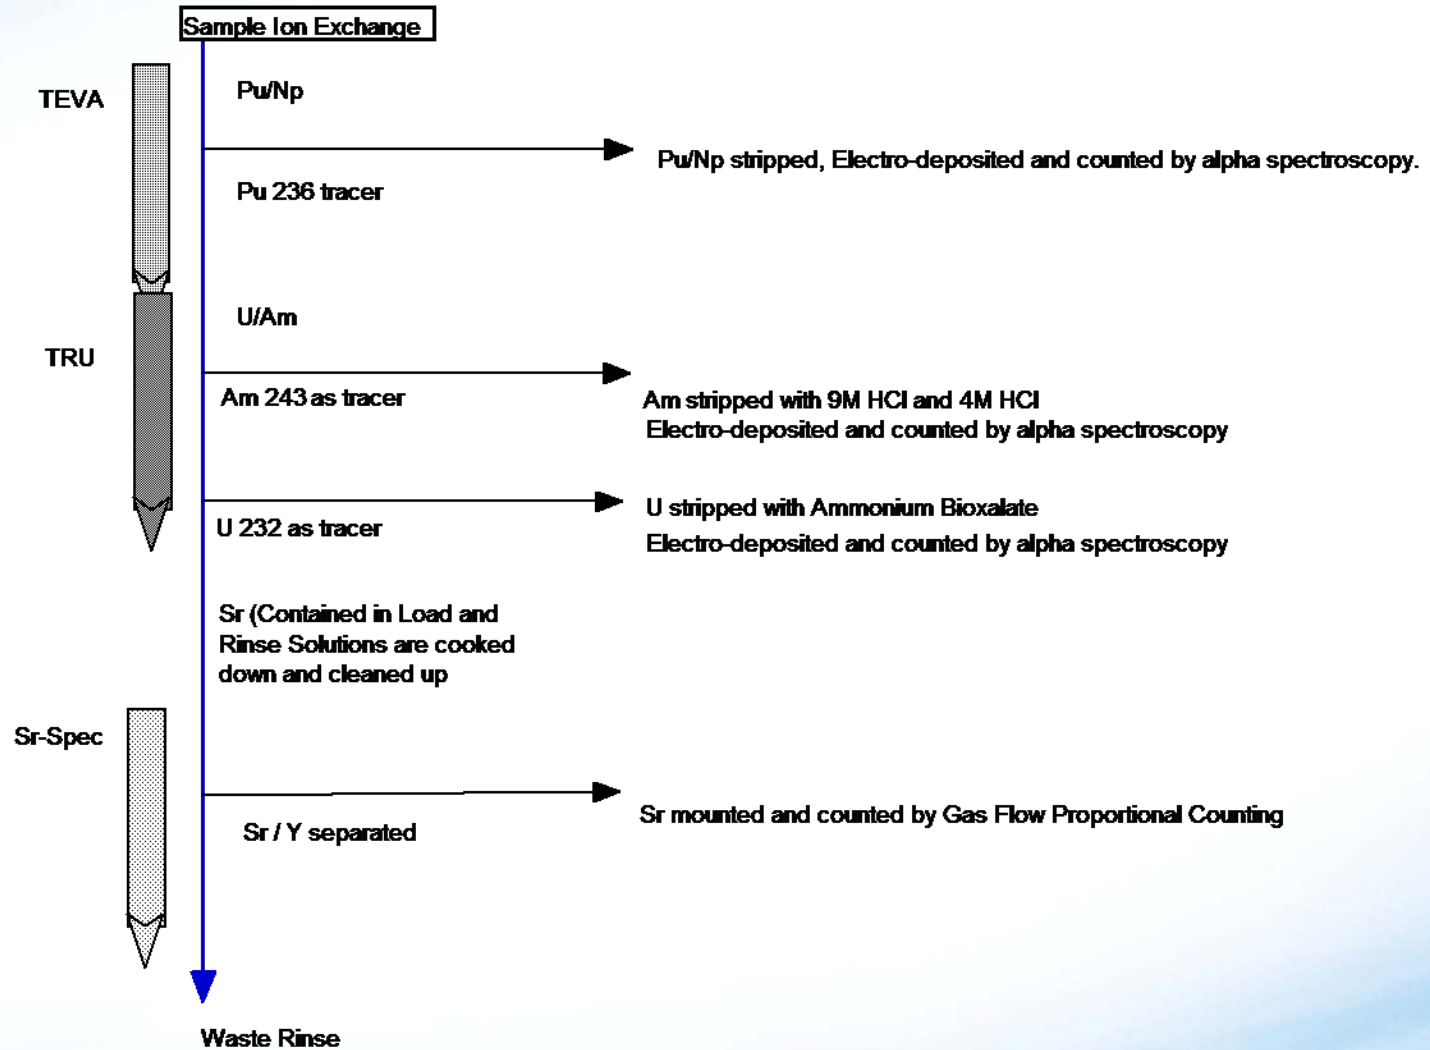 Sample Ion Exchange
TEVA
Pu/Np
Pu/Np stripped, Electro-deposited and counted by alpha spectroscopy.
Pu 236 tracer
U/Am
TRU
Am 243 as tracer
Am stripped with 9M HCl and 4M HCl
Electro-deposited and counted by alpha spectroscopy
U 232 as tracer
U stripped with Ammonium Bioxalate
Electro-deposited and counted by alpha spectroscopy
Sr (Contained in Load and
Rinse Solutions are cooked
down and cleaned up
Sr-Spec
Sr / Y separated
Sr mounted and counted by Gas Flow Proportional Counting
Waste Rinse